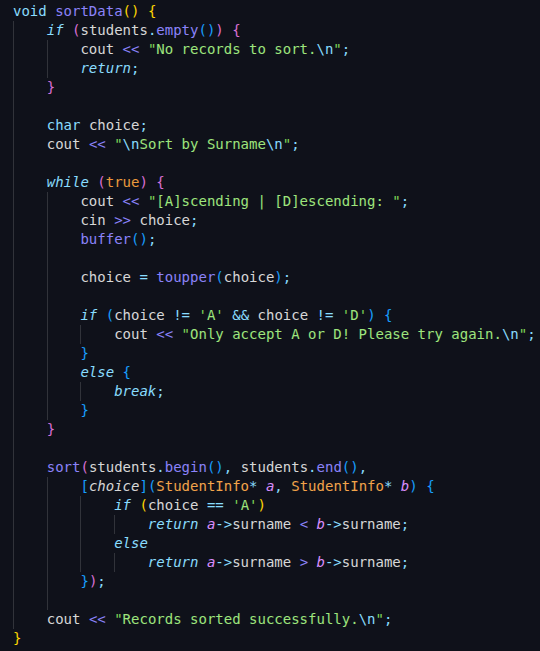 void sortData() {
    if (students.empty()) {
        cout << "No records to sort.\n";
        return;
    }

    char choice;
    cout << "\nSort by Surname\n";

    while (true) {
        cout << "[A]scending | [D]escending: ";
        cin >> choice;
        buffer();

        choice = toupper(choice);

        if (choice != 'A' && choice != 'D') {
            cout << "Only accept A or D! Please try again.\n";
        }
        else {
            break;
        }
    }

    sort(students.begin(), students.end(),
        [choice](StudentInfo* a, StudentInfo* b) {
            if (choice == 'A')
                return a->surname < b->surname;
            else
                return a->surname > b->surname;
        });

    cout << "Records sorted successfully.\n";
}